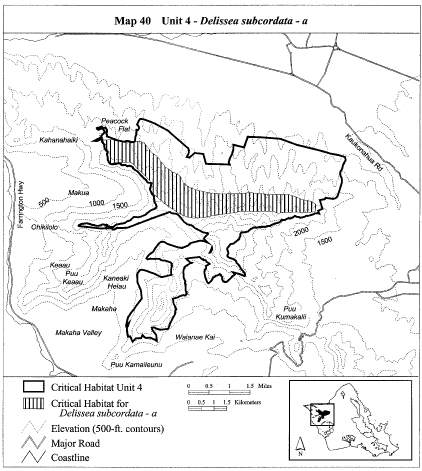 Map 40 Unit 4 - Delissea subcordata - a
Peacock
Flat
Kahanahaiki
Kaukonahua Rd
Farrington Hwy
Makua
500
1000
1500
Ohikilolo
2000
1500
Keaau
Puu
Keaau
Kaneaki
Heiau
Makaha
Puu
Kumakalii
Makaha Valley
Waianae Kai
Puu Kamaileunu
Critical Habitat Unit 4
Critical Habitat for
Delissea subcordata - a
Elevation (500-ft. contours)
Major Road
Coastline
0 0.5 1 1.5 Miles
0 0.5 1 1.5 Kilometers
N